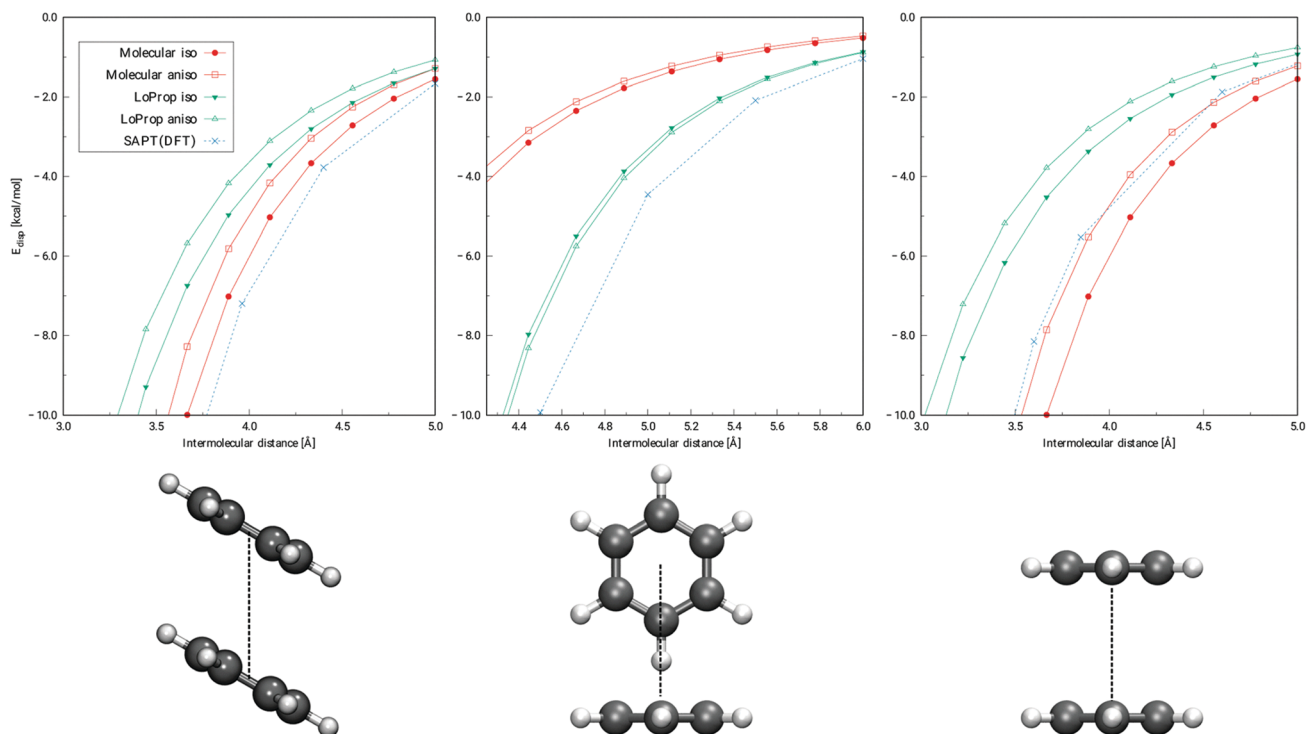 0.0
−2.0
−4.0
−6.0
−8.0
−10.0
E_disp [kcal/mol]
Molecular iso
Molecular aniso
LoProp iso
LoProp aniso
SAPT(DFT)
3.0 3.5 4.0 4.5 5.0
Intermolecular distance [Å]
0.0
−2.0
−4.0
−6.0
−8.0
−10.0
4.4 4.6 4.8 5.0 5.2 5.4 5.6 5.8 6.0
Intermolecular distance [Å]
0.0
−2.0
−4.0
−6.0
−8.0
−10.0
3.0 3.5 4.0 4.5 5.0
Intermolecular distance [Å]